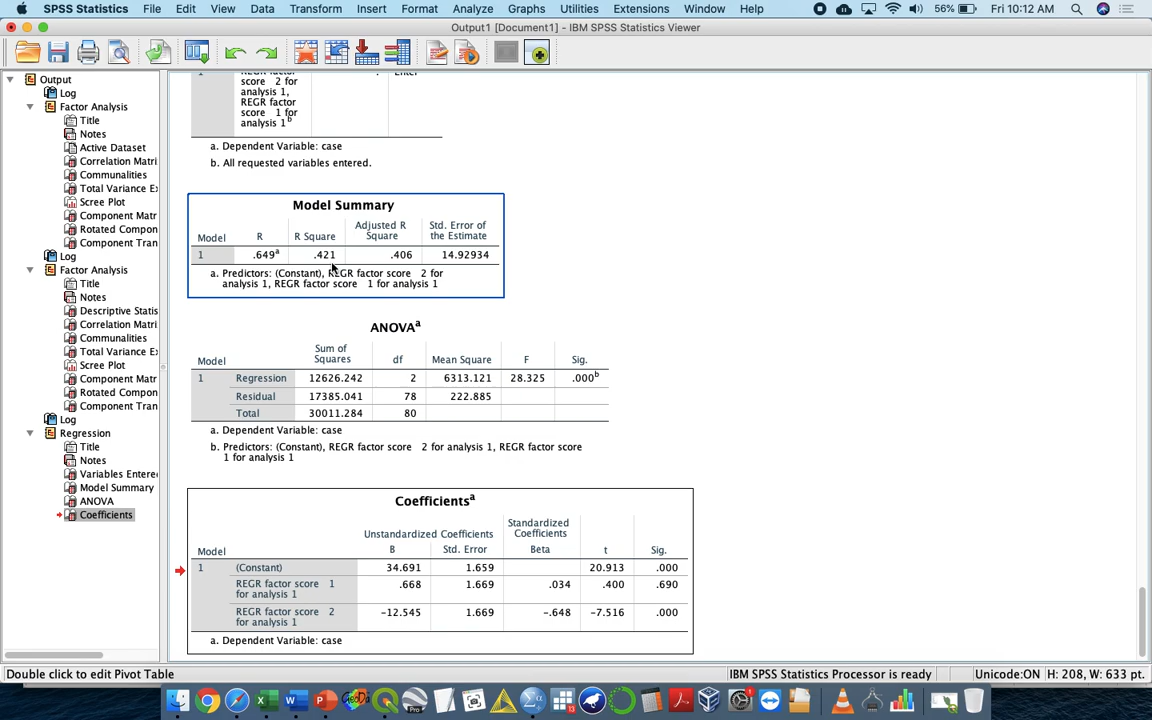 SPSS Statistics File Edit View Data Transform Insert Format Analyze Graphs Utilities Extensions Window Help 56% Fri 10:12 AM
Output1 [Document1] - IBM SPSS Statistics Viewer
Output
Log
Factor Analysis
Title
Notes
Active Dataset
Correlation Matri
Communalities
Total Variance Ex
Scree Plot
Component Matr
Rotated Compon
Component Tran
Log
Factor Analysis
Title
Notes
Descriptive Statis
Correlation Matri
Communalities
Total Variance Ex
Scree Plot
Component Matr
Rotated Compon
Component Tran
Log
Regression
Title
Notes
Variables Entere
Model Summary
ANOVA
Coefficients
1 REGR factor . Enter
score 2 for
analysis 1,
REGR factor
score 1 for
analysis 1b
a. Dependent Variable: case
b. All requested variables entered.
Model Summary
Model R R Square Adjusted R Square Std. Error of the Estimate
1 .649a .421 .406 14.92934
a. Predictors: (Constant), REGR factor score 2 for
analysis 1, REGR factor score 1 for analysis 1
ANOVAa
Model Sum of Squares df Mean Square F Sig.
1 Regression 12626.242 2 6313.121 28.325 .000b
Residual 17385.041 78 222.885
Total 30011.284 80
a. Dependent Variable: case
b. Predictors: (Constant), REGR factor score 2 for analysis 1, REGR factor score
1 for analysis 1
Coefficientsa
Unstandardized Coefficients Standardized Coefficients
Model B Std. Error Beta t Sig.
1 (Constant) 34.691 1.659 20.913 .000
REGR factor score 1 for analysis 1 .668 1.669 .034 .400 .690
REGR factor score 2 for analysis 1 -12.545 1.669 -.648 -7.516 .000
a. Dependent Variable: case
Double click to edit Pivot Table IBM SPSS Statistics Processor is ready Unicode:ON H: 208, W: 633 pt.